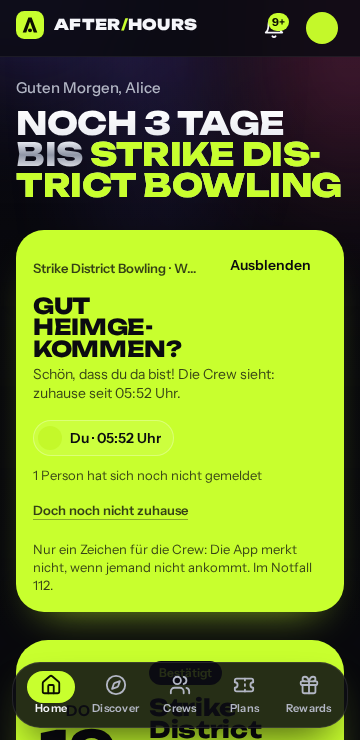 AFTER/HOURS
9+
Guten Morgen, Alice
NOCH 3 TAGE
BIS STRIKE DIS-
TRICT BOWLING
Strike District Bowling · W...
Ausblenden
GUT
HEIMGE-
KOMMEN?
Schön, dass du da bist! Die Crew sieht:
zuhause seit 05:52 Uhr.
Du · 05:52 Uhr
1 Person hat sich noch nicht gemeldet
Doch noch nicht zuhause
Nur ein Zeichen für die Crew: Die App merkt
nicht, wenn jemand nicht ankommt. Im Notfall
112.
Bestätigt
DO
Strike
District
Home
Discover
Crews
Plans
Rewards